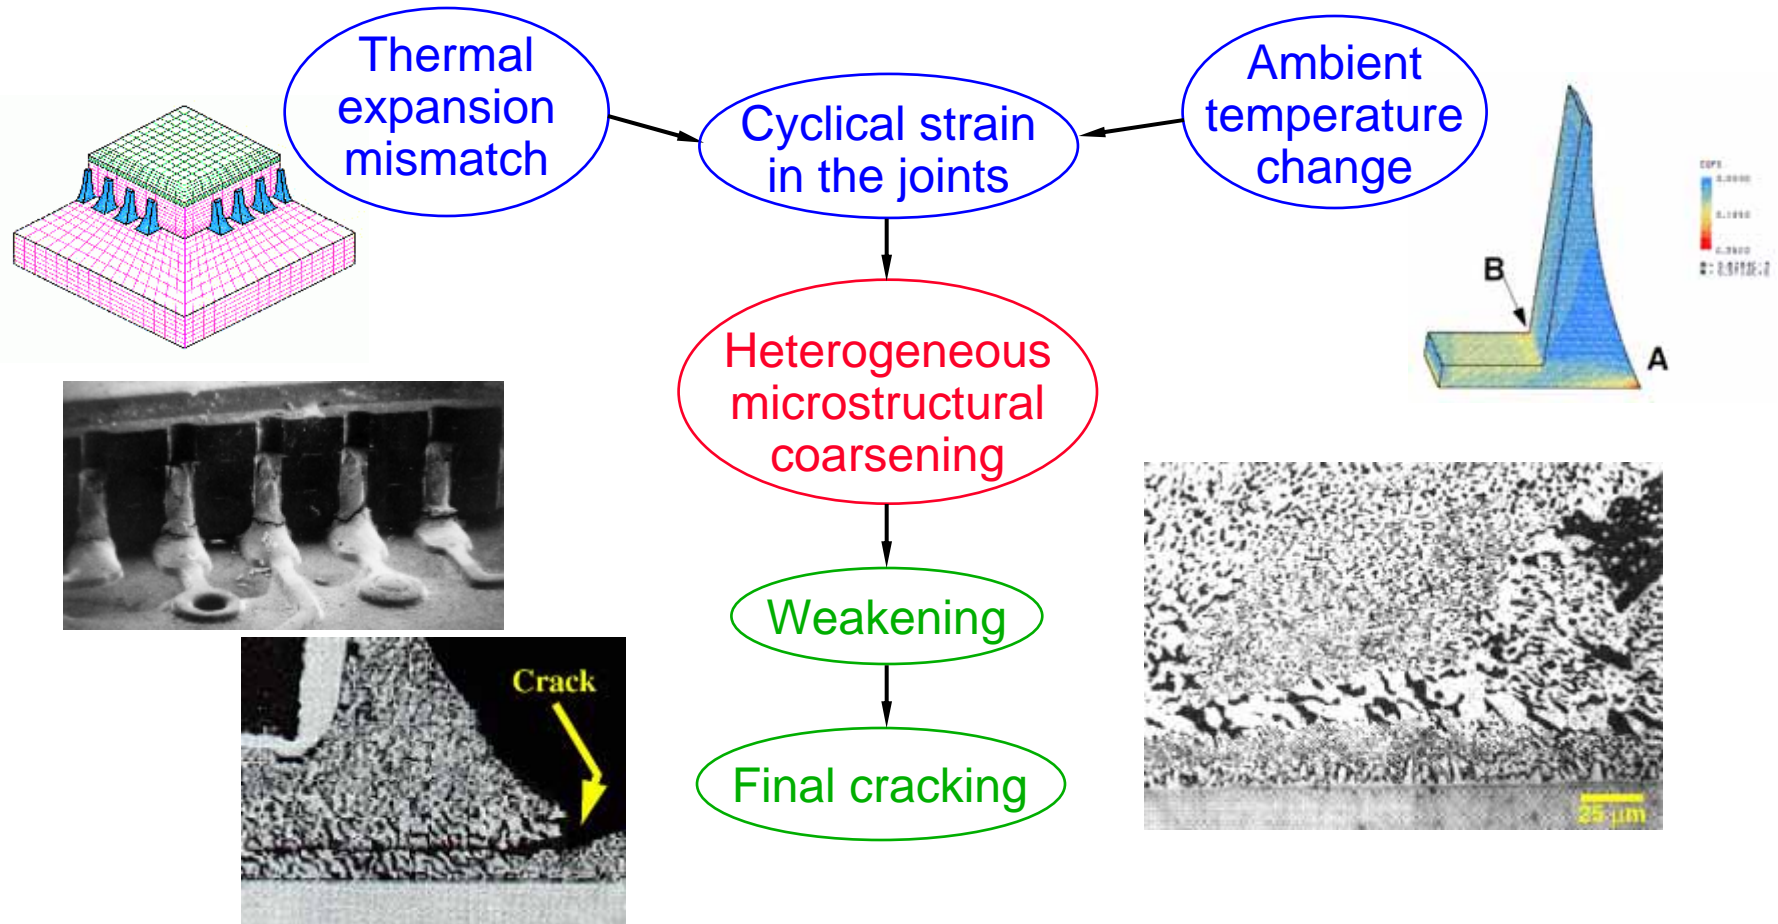 Thermal
expansion
mismatch
Cyclical strain
in the joints
Ambient
temperature
change
B
A
Heterogeneous
microstructural
coarsening
Weakening
Crack
Final cracking
25 μm